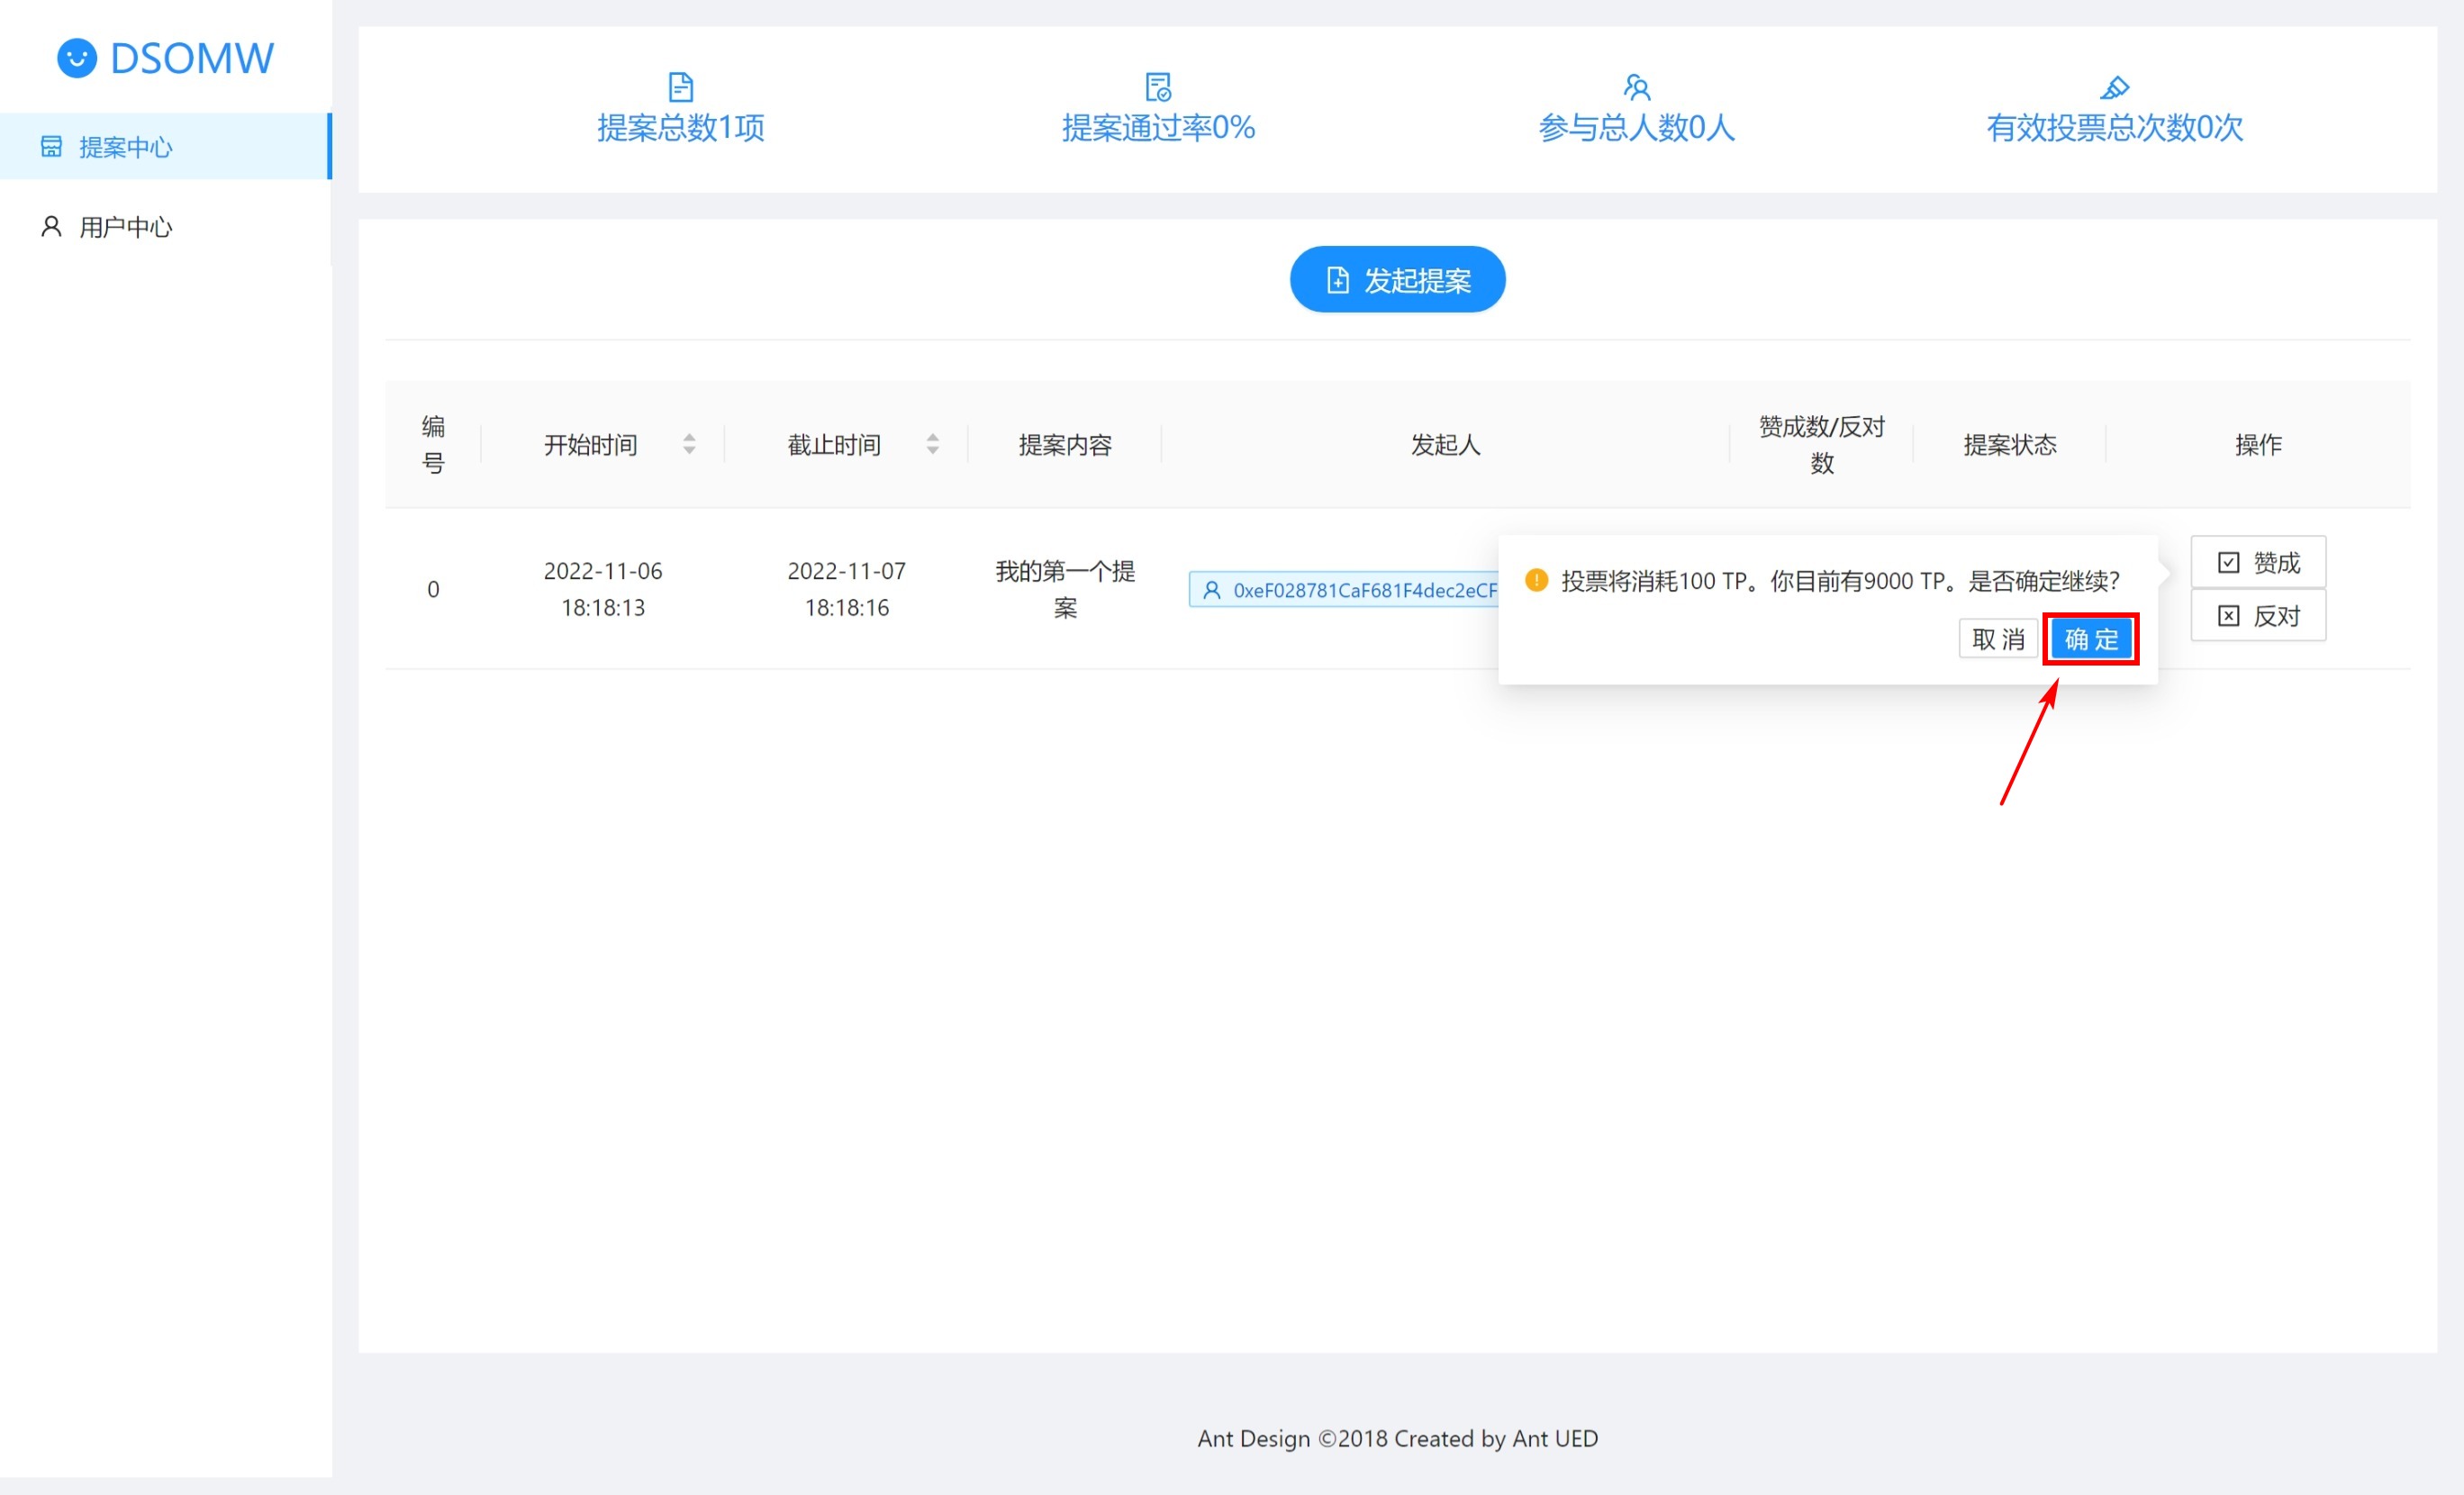 DSOMW
提案中心
用户中心
提案总数1项
提案通过率0%
参与总人数0人
有效投票总次数0次
发起提案
编
号
开始时间
截止时间
提案内容
发起人
赞成数/反对
数
提案状态
操作
0
2022-11-06
18:18:13
2022-11-07
18:18:16
我的第一个提
案
0xeF028781CaF681F4dec2eCF
投票将消耗100 TP。你目前有9000 TP。是否确定继续？
取 消
确 定
赞成
反对
Ant Design ©2018 Created by Ant UED